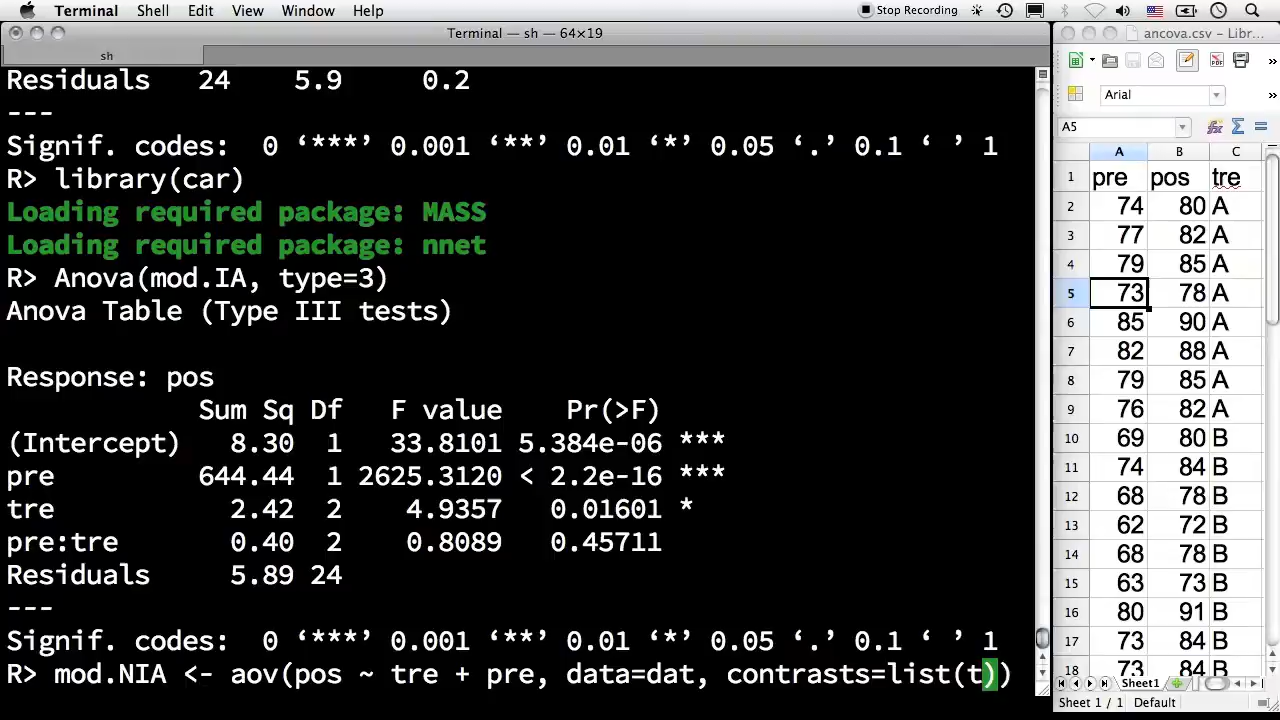 Terminal Shell Edit View Window Help Stop Recording
Terminal — sh — 64×19
sh
Residuals 24 5.9 0.2
---
Signif. codes: 0 ‘***’ 0.001 ‘**’ 0.01 ‘*’ 0.05 ‘.’ 0.1 ‘ ’ 1
R> library(car)
Loading required package: MASS
Loading required package: nnet
R> Anova(mod.IA, type=3)
Anova Table (Type III tests)
Response: pos
Sum Sq Df F value Pr(>F)
(Intercept) 8.30 1 33.8101 5.384e-06 ***
pre 644.44 1 2625.3120 < 2.2e-16 ***
tre 2.42 2 4.9357 0.01601 *
pre:tre 0.40 2 0.8089 0.45711
Residuals 5.89 24
---
Signif. codes: 0 ‘***’ 0.001 ‘**’ 0.01 ‘*’ 0.05 ‘.’ 0.1 ‘ ’ 1
R> mod.NIA <- aov(pos ~ tre + pre, data=dat, contrasts=list(t))
ancova.csv – Libr...
Arial
A5
A B C
1 pre pos tre
2 74 80 A
3 77 82 A
4 79 85 A
5 73 78 A
6 85 90 A
7 82 88 A
8 79 85 A
9 76 82 A
10 69 80 B
11 74 84 B
12 68 78 B
13 62 72 B
14 68 78 B
15 63 73 B
16 80 91 B
17 73 84 B
18 73 84 B
Sheet1
Sheet 1 / 1 Default